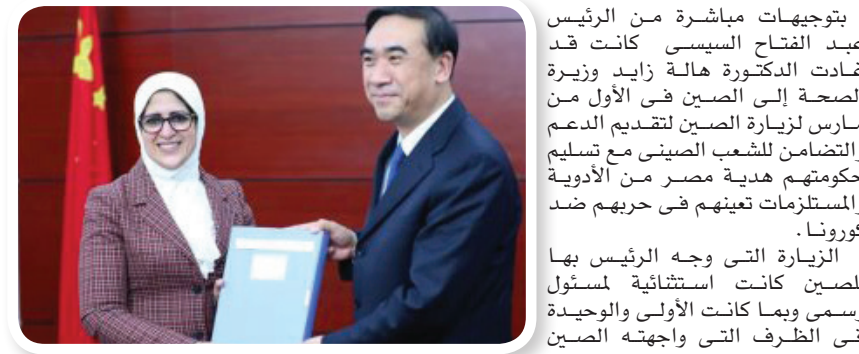 بتوجيهات مباشرة من الرئيس
عبد الفتاح السيسى كانت قد
الدكتورة هالة زايد وزيرة
الصحة إلى الصين فى الأول من
مارس لزيارة الصين لتقديم الدعم
والتضامن للشعب الصينى مع تسليم
حكومتهم هدية مصر من الأدوية
والمستلزمات تعينهم فى حربهم ضد
كورونا .
الزيارة التى وجه الرئيس بها
للصين كانت استثنائية لمسئول
رسمى وبما كانت الأولى والوحيدة
فى الظرف التى واجهته الصين